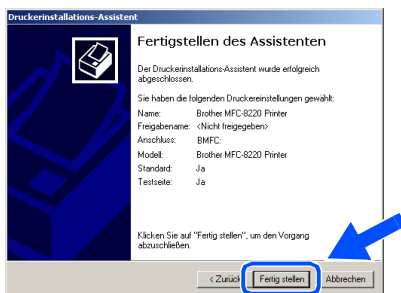 Druckerinstallations-Assistent
Fertigstellen des Assistenten
Der Druckerinstallations-Assistent wurde erfolgreich
abgeschlossen.
Sie haben die folgenden Druckereinstellungen gewählt:
Name: Brother MFC-8220 Printer
Freigabename: <Nicht freigegeben>
Anschluss: BMFC:
Modell: Brother MFC-8220 Printer
Standard: Ja
Testseite: Ja
Klicken Sie auf "Fertig stellen", um den Vorgang
abzuschließen.
< Zurück Fertig stellen Abbrechen